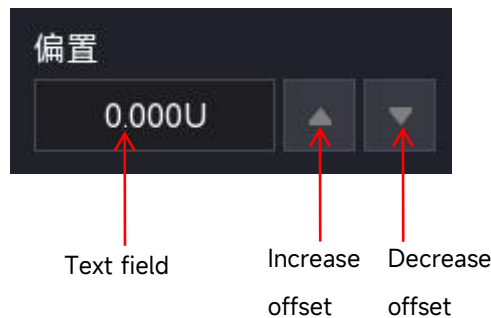 偏置
0.000U
Text field
Increase offset
Decrease offset